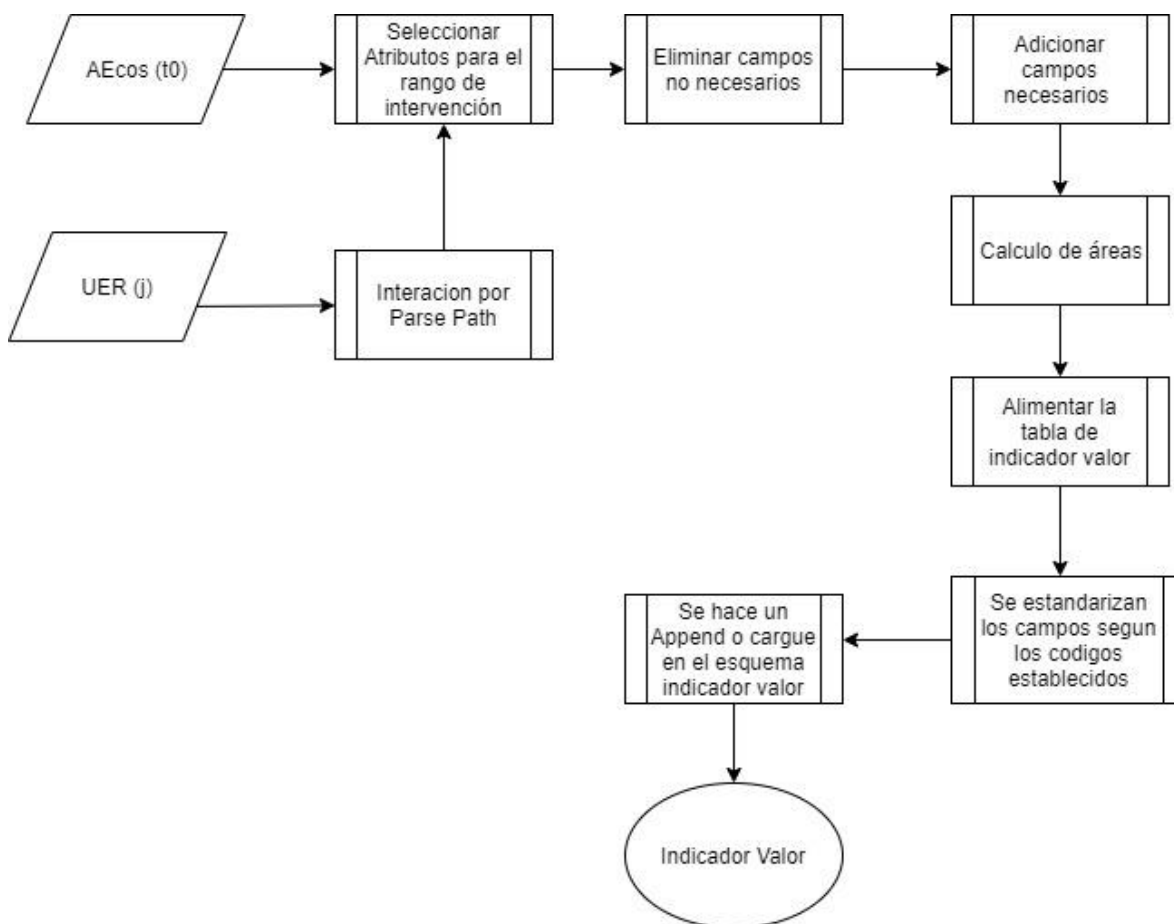 AEcos (t0)
Seleccionar
Atributos para el
rango de
intervención
Eliminar campos
no necesarios
Adicionar
campos
necesarios
UER (j)
Interacion por
Parse Path
Calculo de áreas
Alimentar la
tabla de
indicador valor
Se estandarizan
los campos segun
los codigos
establecidos
Se hace un
Append o cargue
en el esquema
indicador valor
Indicador Valor